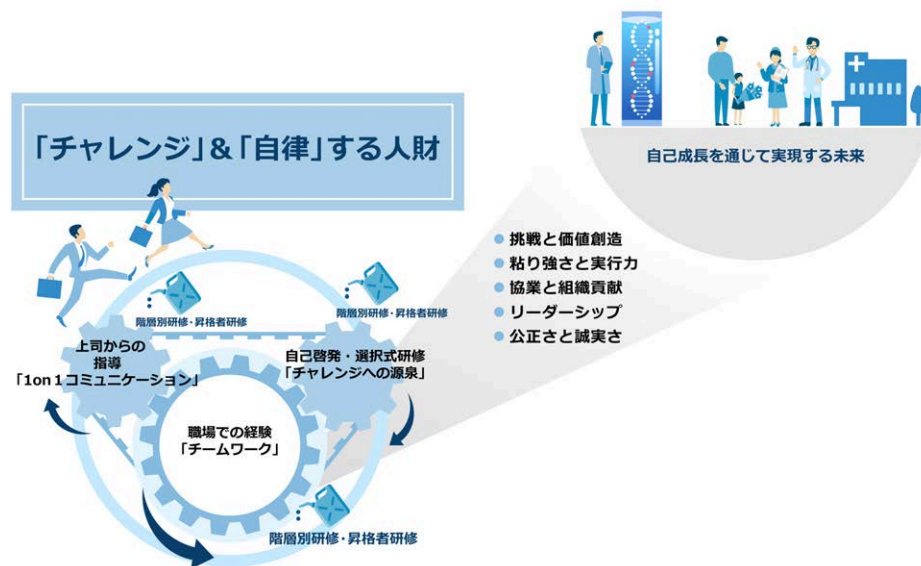 「チャレンジ」&「自律」する人財
自己成長を通じて実現する未来
挑戦と価値創造
粘り強さと実行力
協業と組織貢献
リーダーシップ
公正さと誠実さ
階層別研修・昇格者研修
階層別研修・昇格者研修
上司からの
指導
「1on1コミュニケーション」
自己啓発・選択式研修
「チャレンジへの源泉」
職場での経験
「チームワーク」
階層別研修・昇格者研修